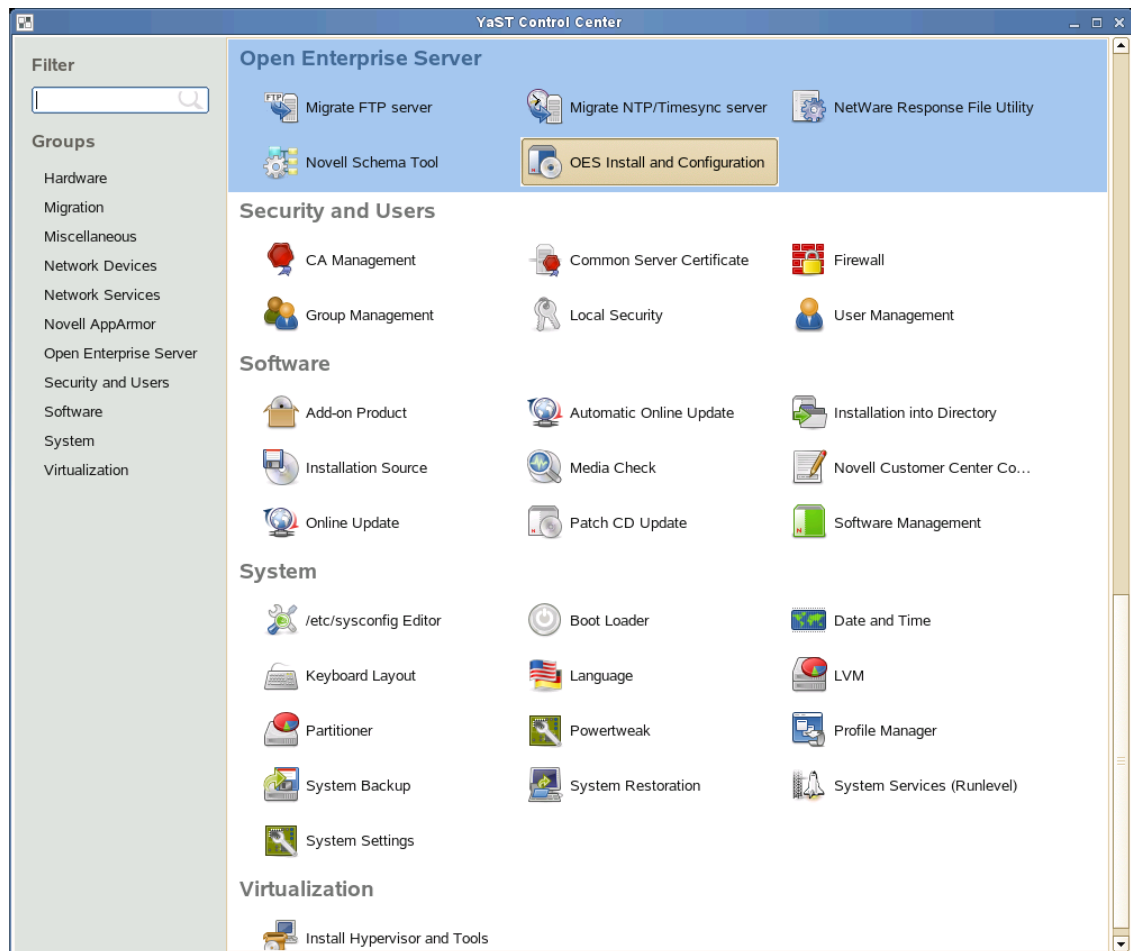 YaST Control Center
Filter
Groups
Hardware
Migration
Miscellaneous
Network Devices
Network Services
Novell AppArmor
Open Enterprise Server
Security and Users
Software
System
Virtualization
Open Enterprise Server
FTP
Migrate FTP server
Migrate NTP/Timesync server
NetWare Response File Utility
Novell Schema Tool
N
OES Install and Configuration
Security and Users
CA Management
Common Server Certificate
Firewall
Group Management
Local Security
User Management
Software
Add-on Product
Automatic Online Update
Installation into Directory
Installation Source
Media Check
Novell Customer Center Co...
Online Update
N
Patch CD Update
N
Software Management
System
/etc/sysconfig Editor
Boot Loader
Date and Time
Keyboard Layout
Language
LVM
Partitioner
Powertweak
Profile Manager
System Backup
System Restoration
System Services (Runlevel)
System Settings
Virtualization
Install Hypervisor and Tools